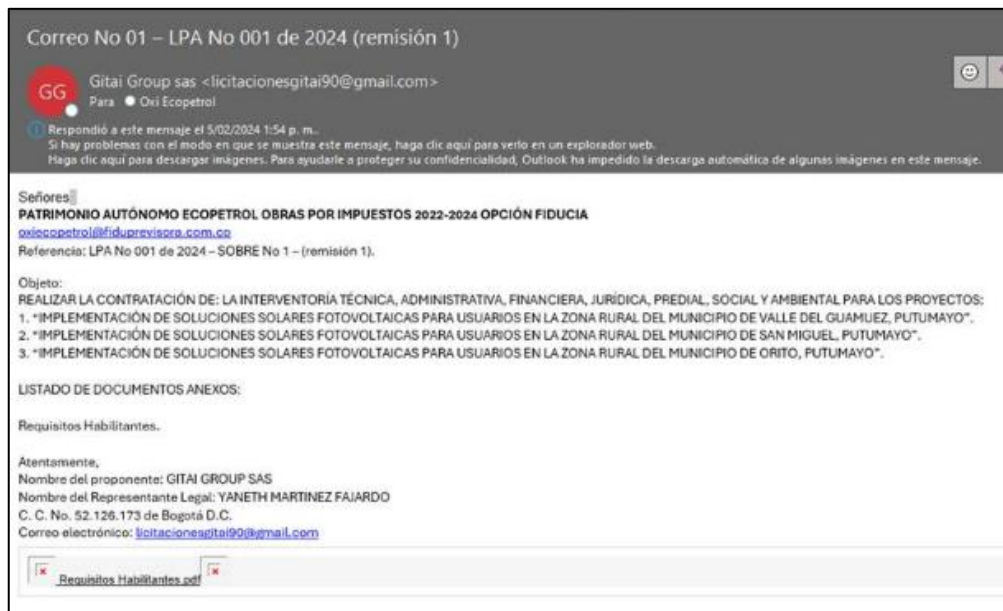 Correo No 01 – LPA No 001 de 2024 (remisión 1)
GG
Gitai Group sas <licitacionesgitai90@gmail.com>
Para Oxi Ecopetrol
Respondió a este mensaje el 5/02/2024 1:54 p. m..
Si hay problemas con el modo en que se muestra este mensaje, haga clic aquí para verlo en un explorador web.
Haga clic aquí para descargar imágenes. Para ayudarle a proteger su confidencialidad, Outlook ha impedido la descarga automática de algunas imágenes en este mensaje.
Señores
PATRIMONIO AUTÓNOMO ECOPETROL OBRAS POR IMPUESTOS 2022-2024 OPCIÓN FIDUCIA
oxiecopetrol@fiduprevisora.com.co
Referencia: LPA No 001 de 2024 – SOBRE No 1 – (remisión 1).
Objeto:
REALIZAR LA CONTRATACIÓN DE: LA INTERVENTORÍA TÉCNICA, ADMINISTRATIVA, FINANCIERA, JURÍDICA, PREDIAL, SOCIAL Y AMBIENTAL PARA LOS PROYECTOS:
1. "IMPLEMENTACIÓN DE SOLUCIONES SOLARES FOTOVOLTAICAS PARA USUARIOS EN LA ZONA RURAL DEL MUNICIPIO DE VALLE DEL GUAMUEZ, PUTUMAYO".
2. "IMPLEMENTACIÓN DE SOLUCIONES SOLARES FOTOVOLTAICAS PARA USUARIOS EN LA ZONA RURAL DEL MUNICIPIO DE SAN MIGUEL, PUTUMAYO".
3. "IMPLEMENTACIÓN DE SOLUCIONES SOLARES FOTOVOLTAICAS PARA USUARIOS EN LA ZONA RURAL DEL MUNICIPIO DE ORITO, PUTUMAYO".
LISTADO DE DOCUMENTOS ANEXOS:
Requisitos Habilitantes.
Atentamente,
Nombre del proponente: GITAI GROUP SAS
Nombre del Representante Legal: YANETH MARTINEZ FAJARDO
C. C. No. 52.126.173 de Bogotá D.C.
Correo electrónico: licitacionesgitai90@gmail.com
Requisitos Habilitantes.pdf